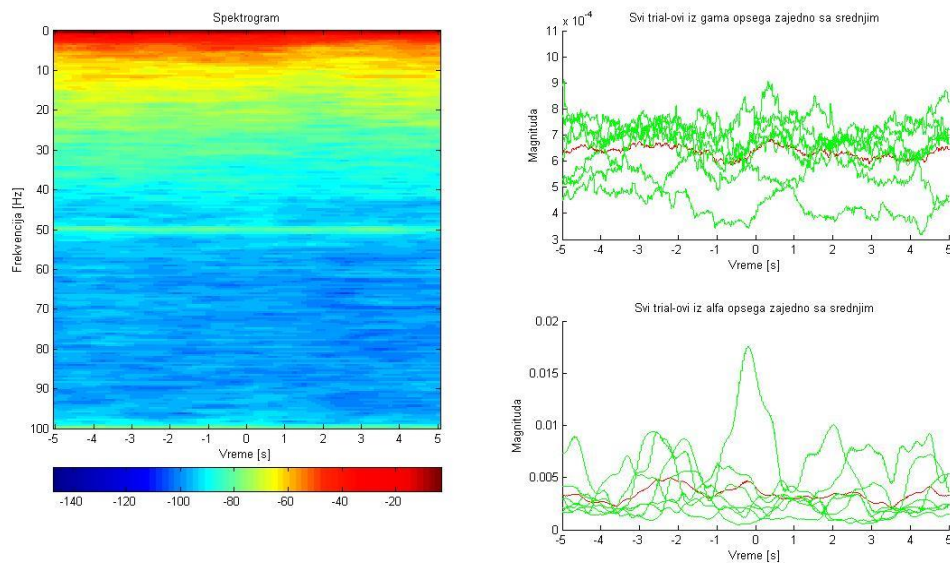 Spektrogram
0
10
20
30
40
50
60
70
80
90
100
Frekvencija [Hz]
-5 -4 -3 -2 -1 0 1 2 3 4 5
Vreme [s]
-140 -120 -100 -80 -60 -40 -20
Svi trial-ovi iz gama opsega zajedno sa srednjim
x 10^-4
11
10
9
8
7
6
5
4
3
Magnituda
-5 -4 -3 -2 -1 0 1 2 3 4 5
Vreme [s]
Svi trial-ovi iz alfa opsega zajedno sa srednjim
0.02
0.015
0.01
0.005
0
Magnituda
-5 -4 -3 -2 -1 0 1 2 3 4 5
Vreme [s]